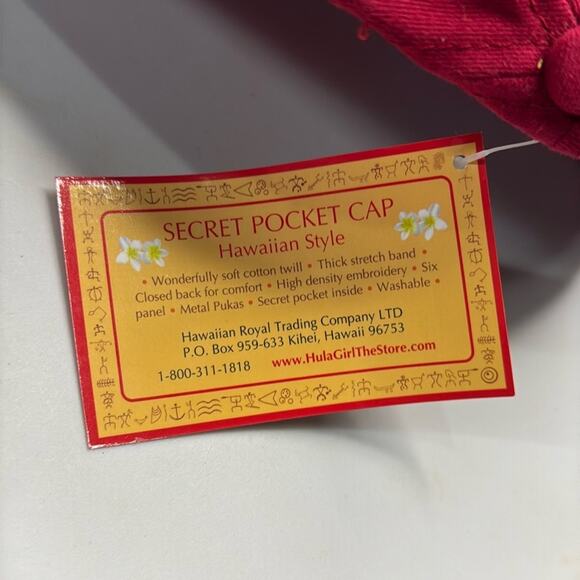 SECRET POCKET CAP
Hawaiian Style
• Wonderfully soft cotton twill • Thick stretch band •
Closed back for comfort • High density embroidery • Six
panel • Metal Pukas • Secret pocket inside • Washable •
Hawaiian Royal Trading Company LTD
P.O. Box 959-633 Kihei, Hawaii 96753
1-800-311-1818 www.HulaGirlTheStore.com